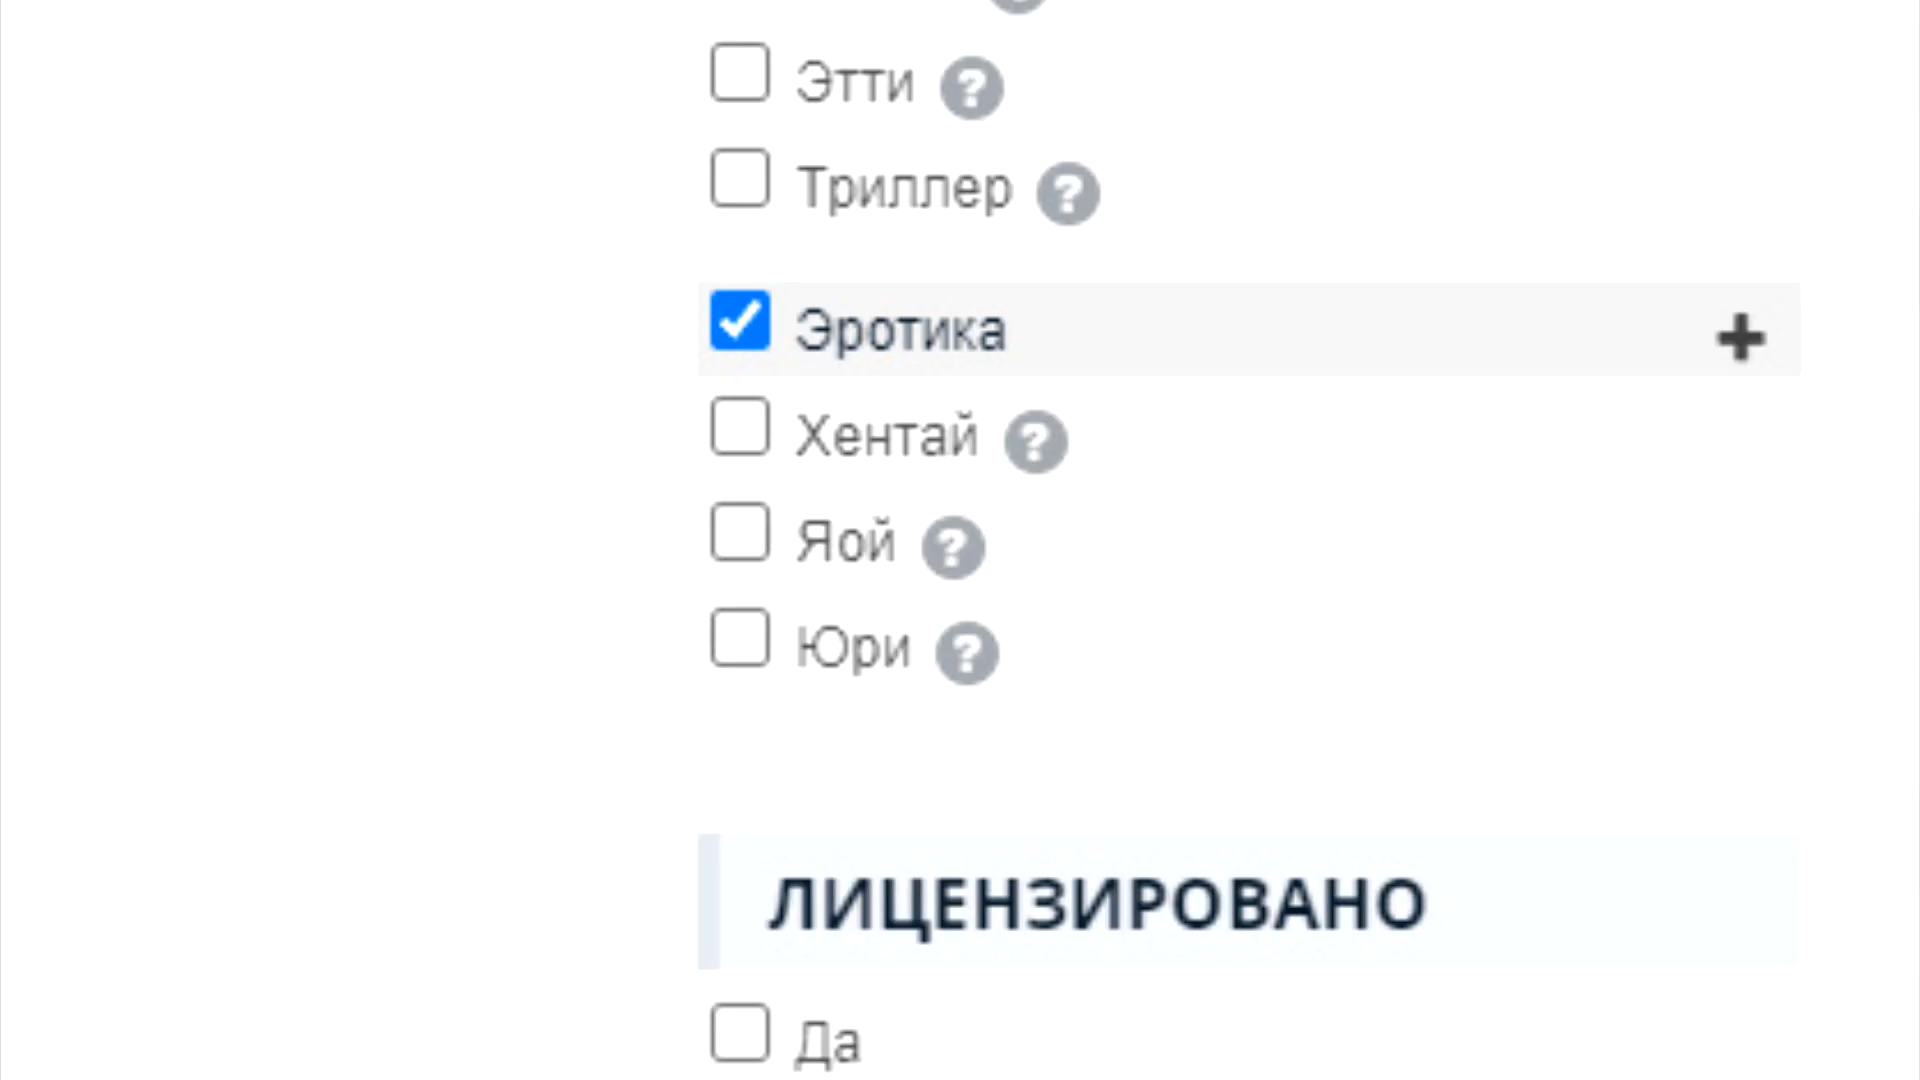 Этти ?
Триллер ?
Эротика +
Хентай ?
Яой ?
Юри ?
ЛИЦЕНЗИРОВАНО
Да